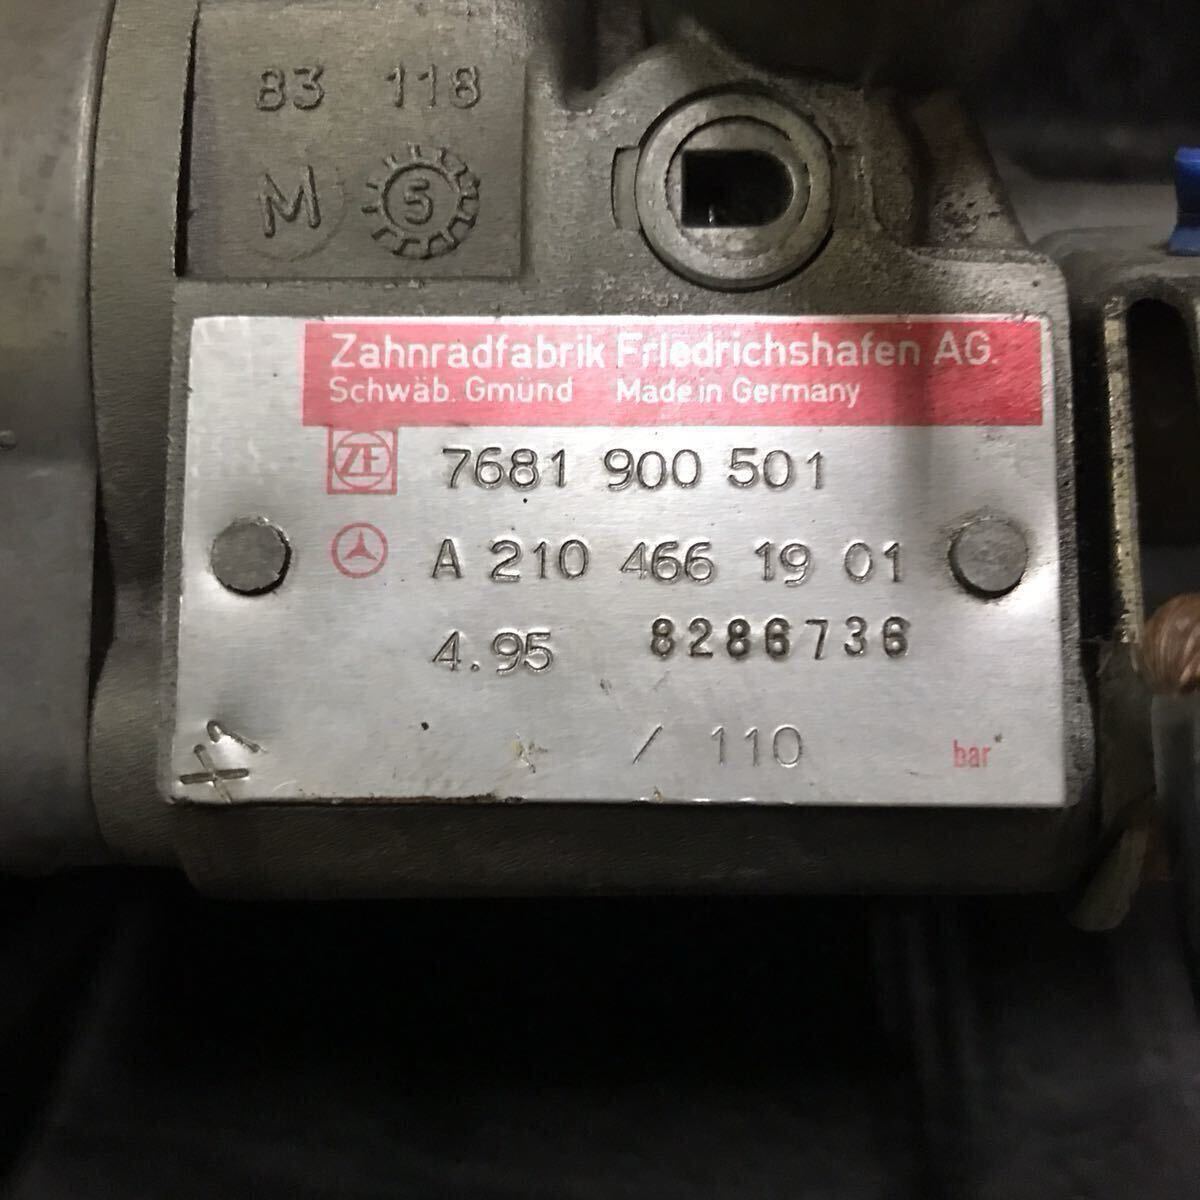 83 118
M 5
Zahnradfabrik Friedrichshafen AG.
Schwäb. Gmünd Made in Germany
ZF 7681 900 501
A 210 466 19 01
4.95 8286736
/ 110 bar